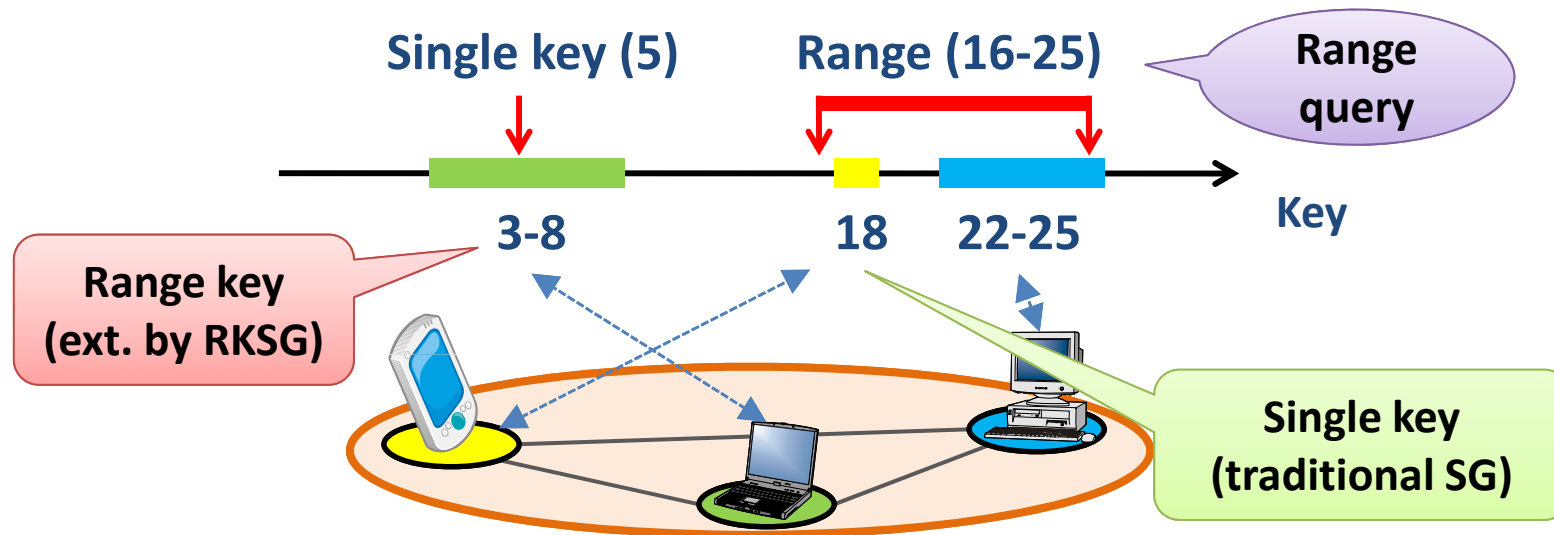 Single key (5)
Range (16-25)
Range
query
3-8
18
22-25
Key
Range key
(ext. by RKSG)
Single key
(traditional SG)